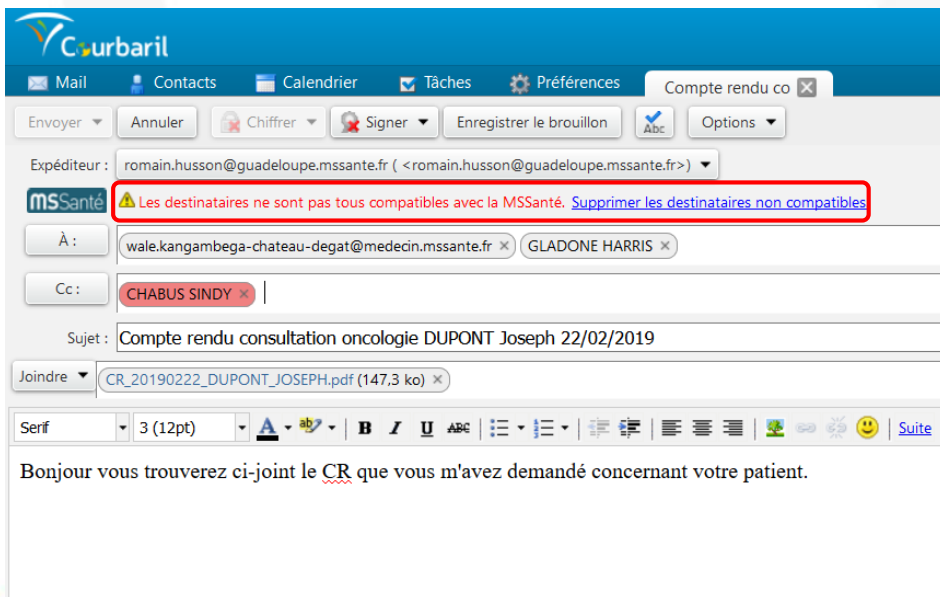 Courbaril
Mail Contacts Calendrier Tâches Préférences Compte rendu co
Envoyer Annuler Chiffrer Signer Enregistrer le brouillon Abc Options
Expéditeur : romain.husson@guadeloupe.mssante.fr ( <romain.husson@guadeloupe.mssante.fr>)
MSSanté Les destinataires ne sont pas tous compatibles avec la MSSanté. Supprimer les destinataires non compatibles
À : wale.kangambega-chateau-degat@medecin.mssante.fr × GLADONE HARRIS ×
Cc : CHABUS SINDY ×
Sujet : Compte rendu consultation oncologie DUPONT Joseph 22/02/2019
Joindre CR_20190222_DUPONT_JOSEPH.pdf (147,3 ko) ×
Serif 3 (12pt) A ab B I U ABC Suite
Bonjour vous trouverez ci-joint le CR que vous m'avez demandé concernant votre patient.